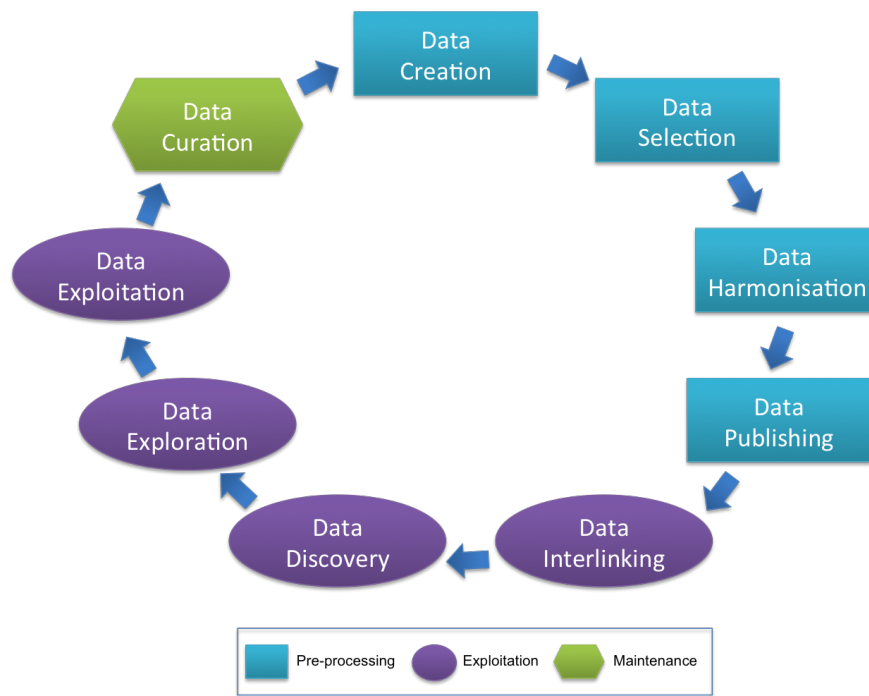 Data
Creation
Data
Selection
Data
Harmonisation
Data
Publishing
Data
Interlinking
Data
Discovery
Data
Exploration
Data
Exploitation
Data
Curation
Pre-processing
Exploitation
Maintenance